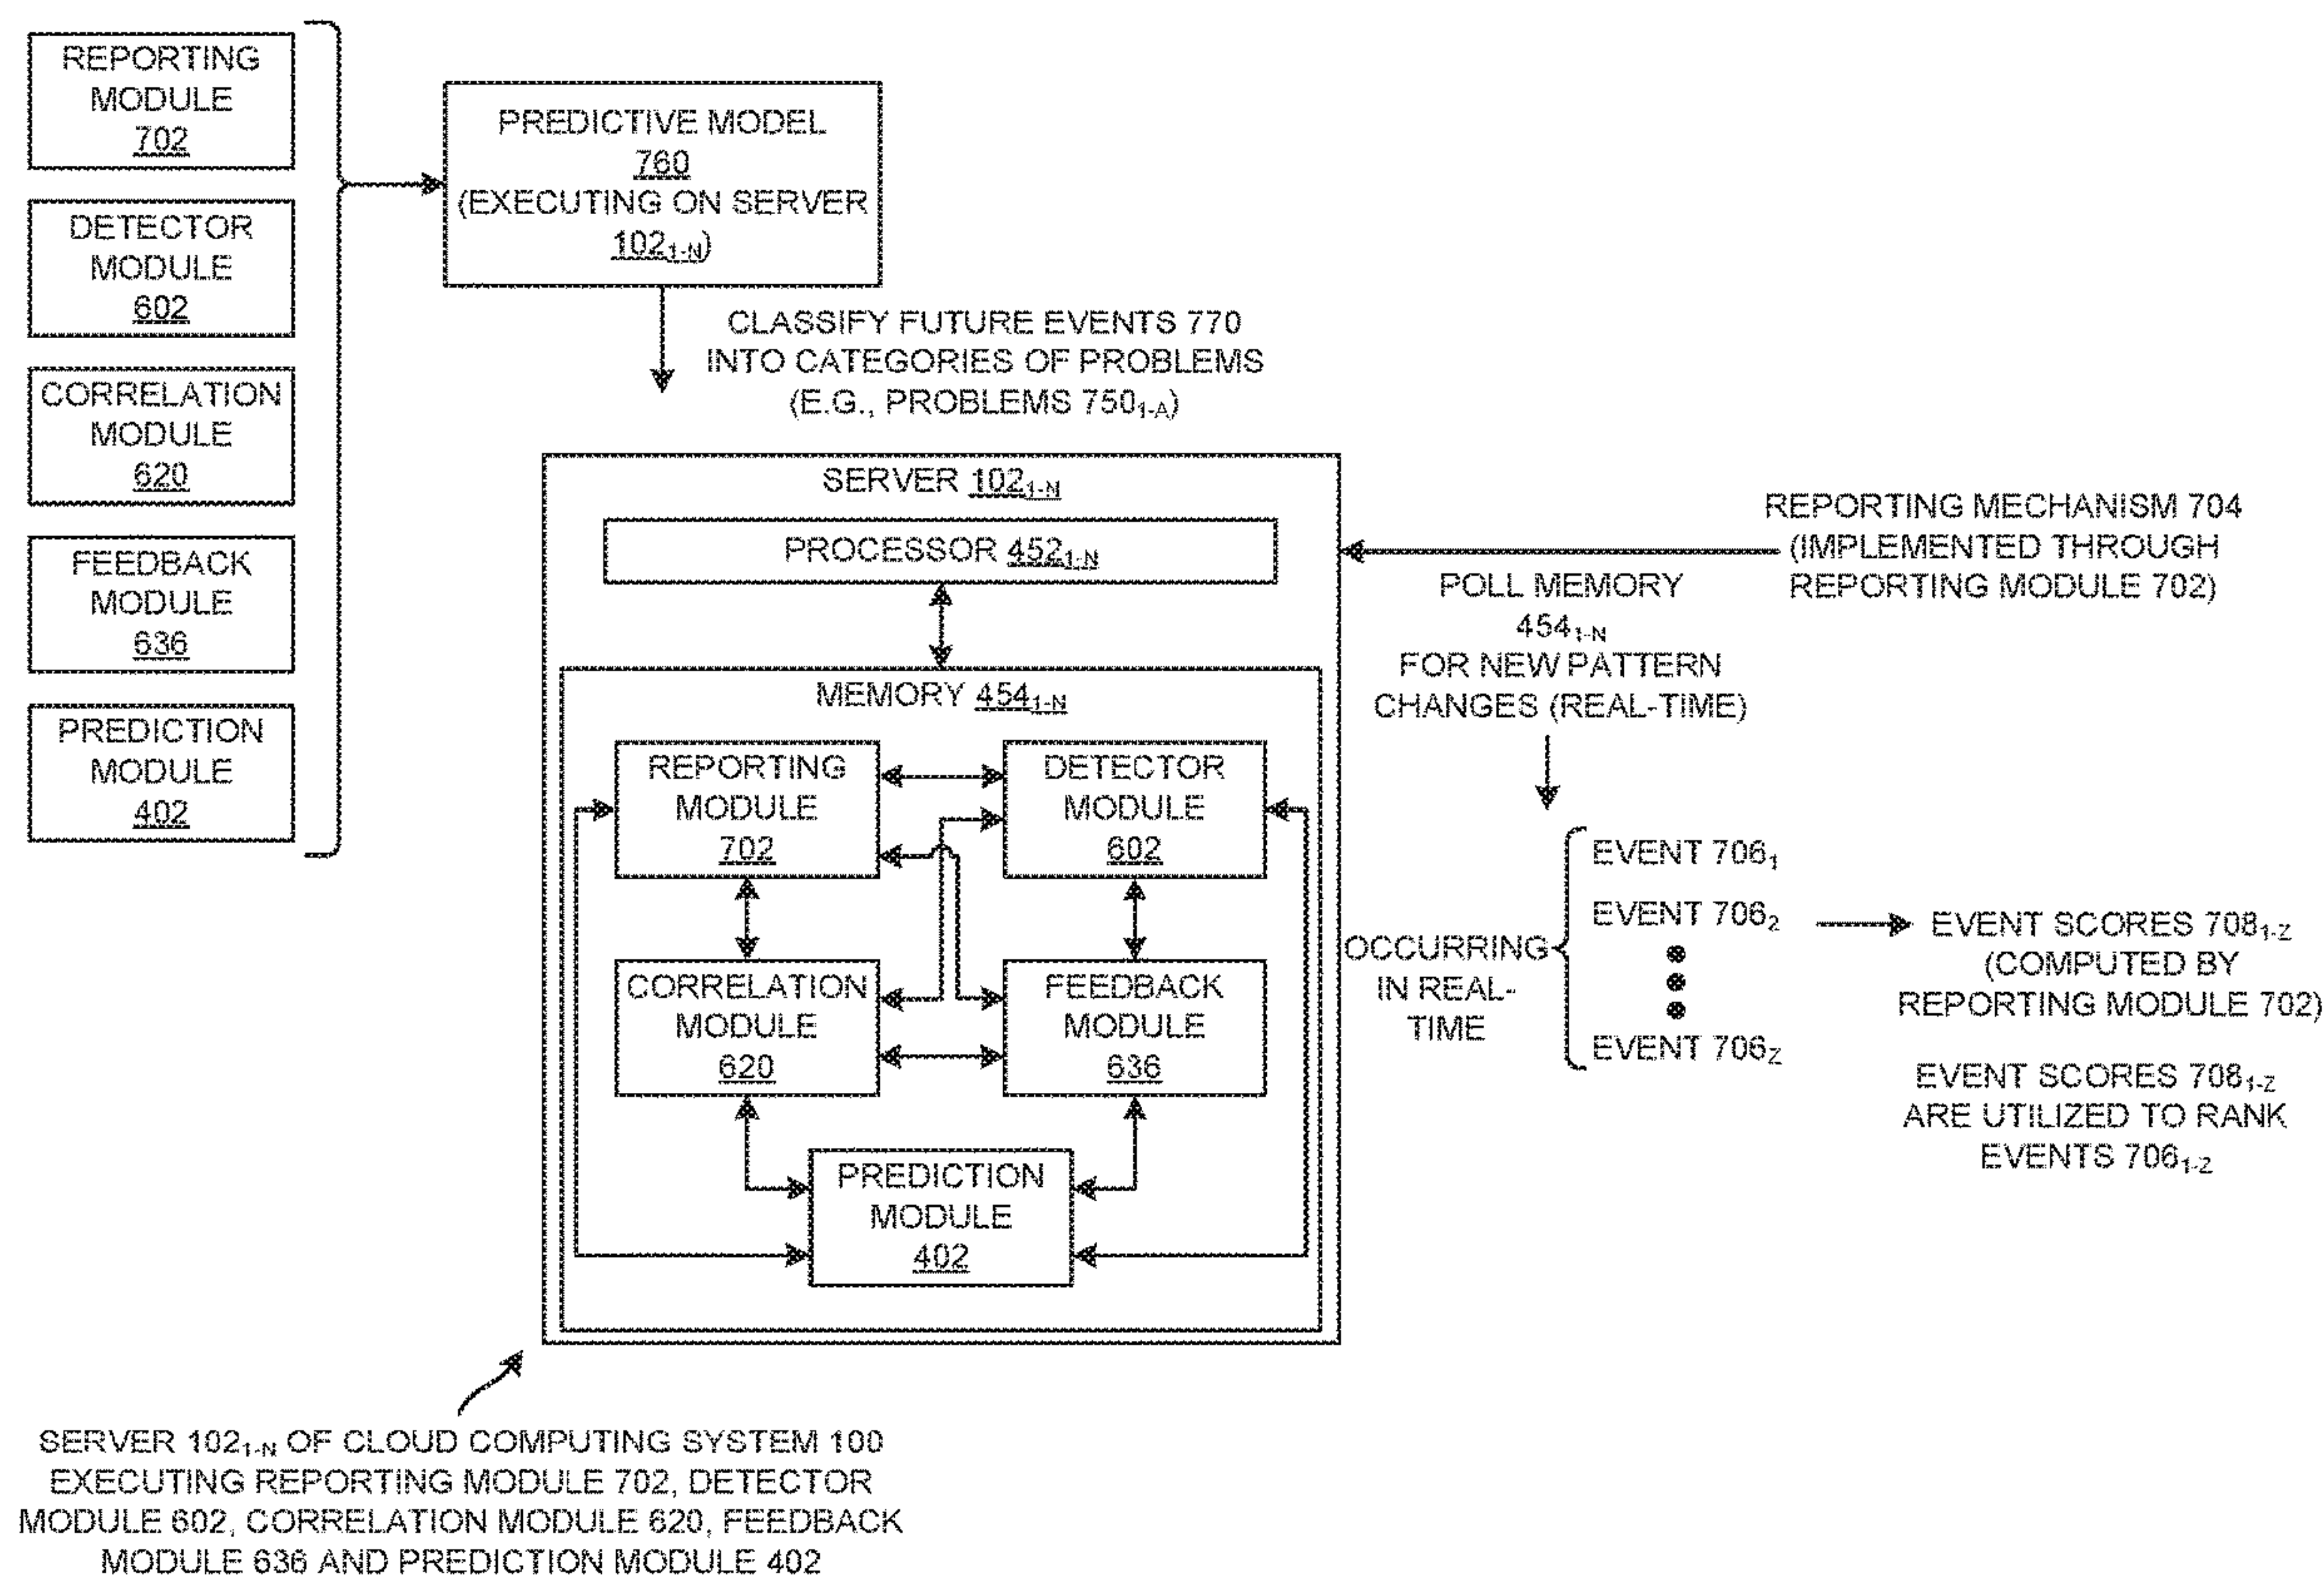 REPORTING
MODULE
702
DETECTOR
MODULE
602
CORRELATION
MODULE
620
FEEDBACK
MODULE
636
PREDICTION
MODULE
402
PREDICTIVE MODEL
760
(EXECUTING ON SERVER
102₁₋N)
CLASSIFY FUTURE EVENTS 770
INTO CATEGORIES OF PROBLEMS
(E.G., PROBLEMS 750₁₋A)
SERVER 102₁₋N
PROCESSOR 452₁₋N
MEMORY 454₁₋N
REPORTING
MODULE
702
DETECTOR
MODULE
602
CORRELATION
MODULE
620
FEEDBACK
MODULE
636
PREDICTION
MODULE
402
REPORTING MECHANISM 704
(IMPLEMENTED THROUGH
REPORTING MODULE 702)
POLL MEMORY
454₁₋N
FOR NEW PATTERN
CHANGES (REAL-TIME)
OCCURRING
IN REAL-
TIME
EVENT 706₁
EVENT 706₂
EVENT 706Z
EVENT SCORES 708₁₋Z
(COMPUTED BY
REPORTING MODULE 702)
EVENT SCORES 708₁₋Z
ARE UTILIZED TO RANK
EVENTS 706₁₋Z
SERVER 102₁₋N OF CLOUD COMPUTING SYSTEM 100
EXECUTING REPORTING MODULE 702, DETECTOR
MODULE 602, CORRELATION MODULE 620, FEEDBACK
MODULE 636 AND PREDICTION MODULE 402